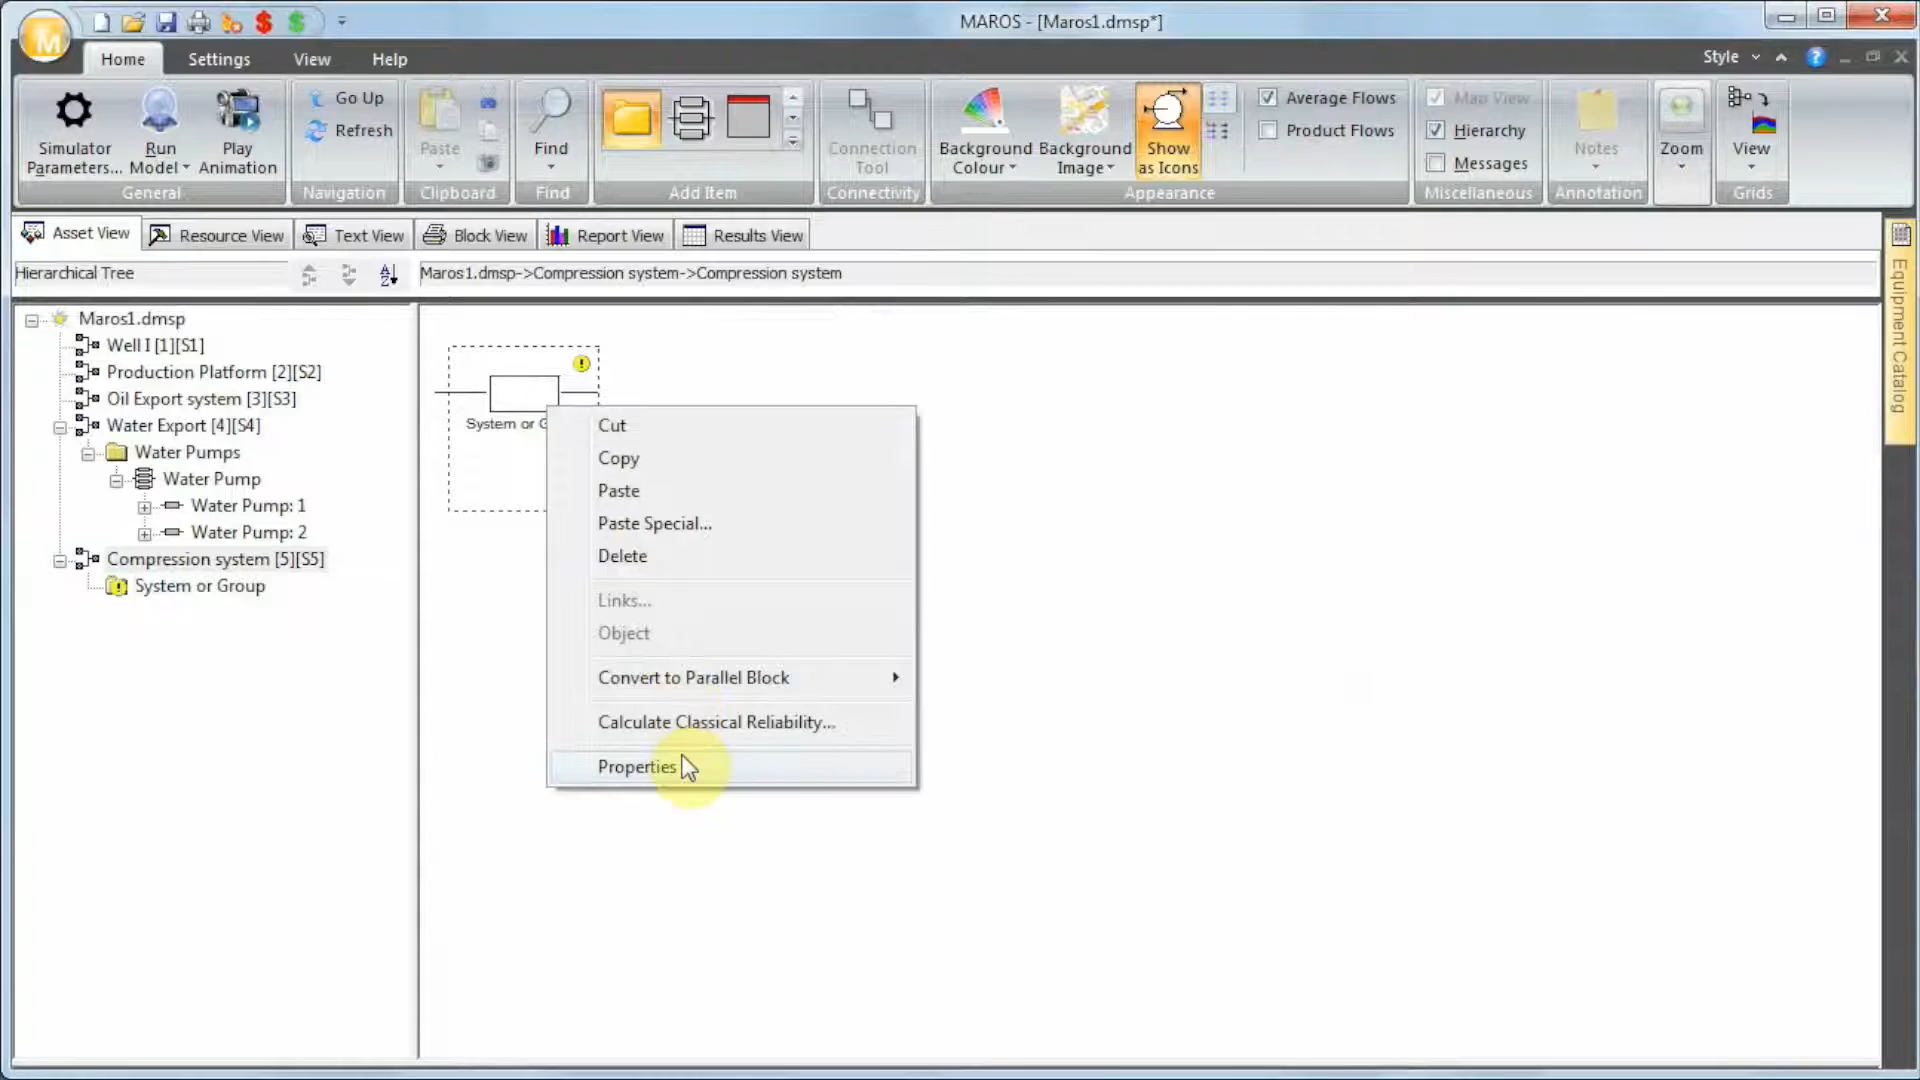 MAROS - [Maros1.dmsp*]
M
Home
Settings
View
Help
Style
Simulator
Parameters...
Run
Model
Play
Animation
General
Go Up
Refresh
Navigation
Paste
Clipboard
Find
Find
Add Item
Connection
Tool
Connectivity
Background
Colour
Background
Image
Show
as Icons
Average Flows
Product Flows
Appearance
Map View
Hierarchy
Messages
Miscellaneous
Notes
Annotation
Zoom
View
Grids
Asset View
Resource View
Text View
Block View
Report View
Results View
Equipment Catalog
Hierarchical Tree
Maros1.dmsp->Compression system->Compression system
Maros1.dmsp
Well I [1][S1]
Production Platform [2][S2]
Oil Export system [3][S3]
Water Export [4][S4]
Water Pumps
Water Pump
Water Pump: 1
Water Pump: 2
Compression system [5][S5]
System or Group
System or G
Cut
Copy
Paste
Paste Special...
Delete
Links...
Object
Convert to Parallel Block
Calculate Classical Reliability...
Properties